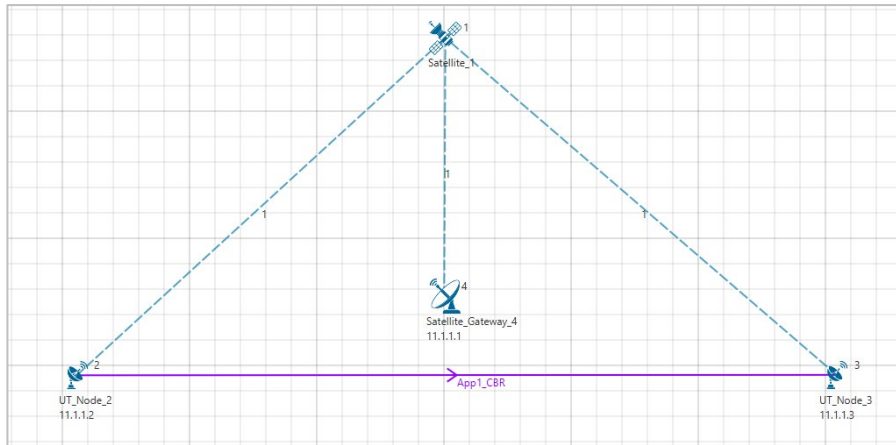 1
Satellite_1
1
1
1
4
Satellite_Gateway_4
11.1.1.1
2
3
App1_CBR
UT_Node_2
11.1.1.2
UT_Node_3
11.1.1.3